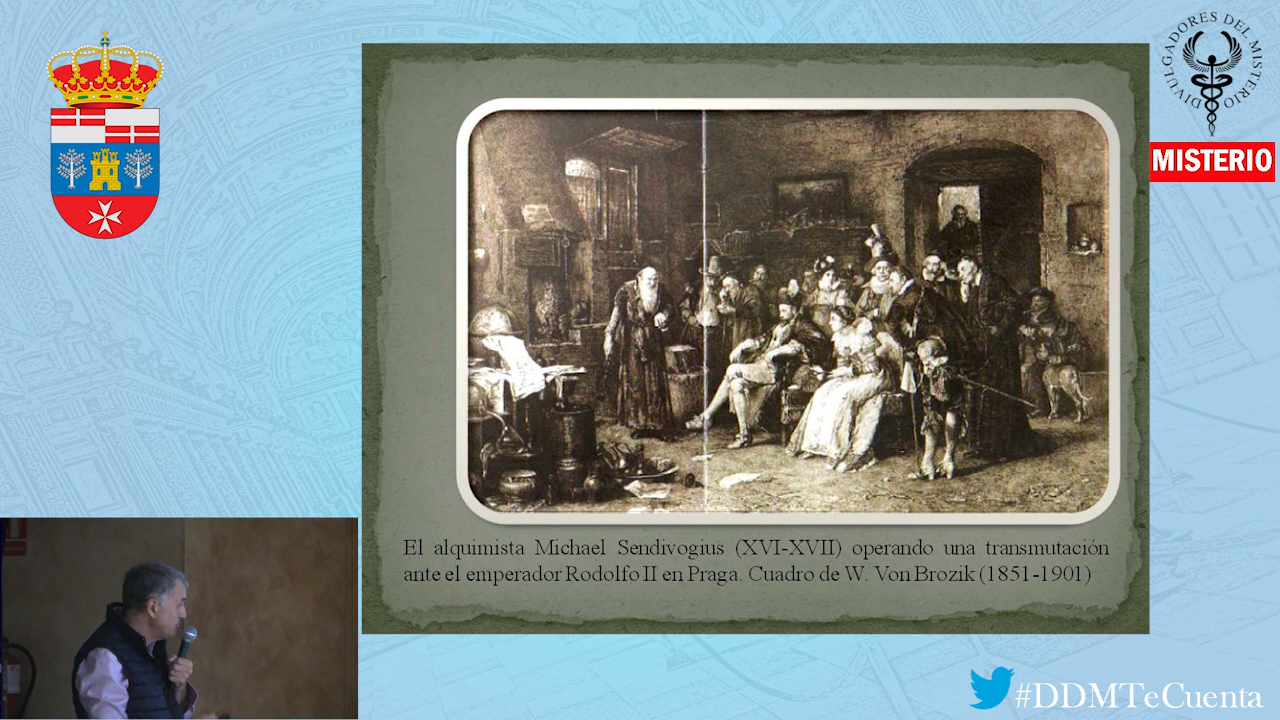 DIVULGADORES DEL MISTERIO
MISTERIO
El alquimista Michael Sendivogius (XVI-XVII) operando una transmutación
ante el emperador Rodolfo II en Praga. Cuadro de W. Von Brozik (1851-1901)
#DDMTeCuenta